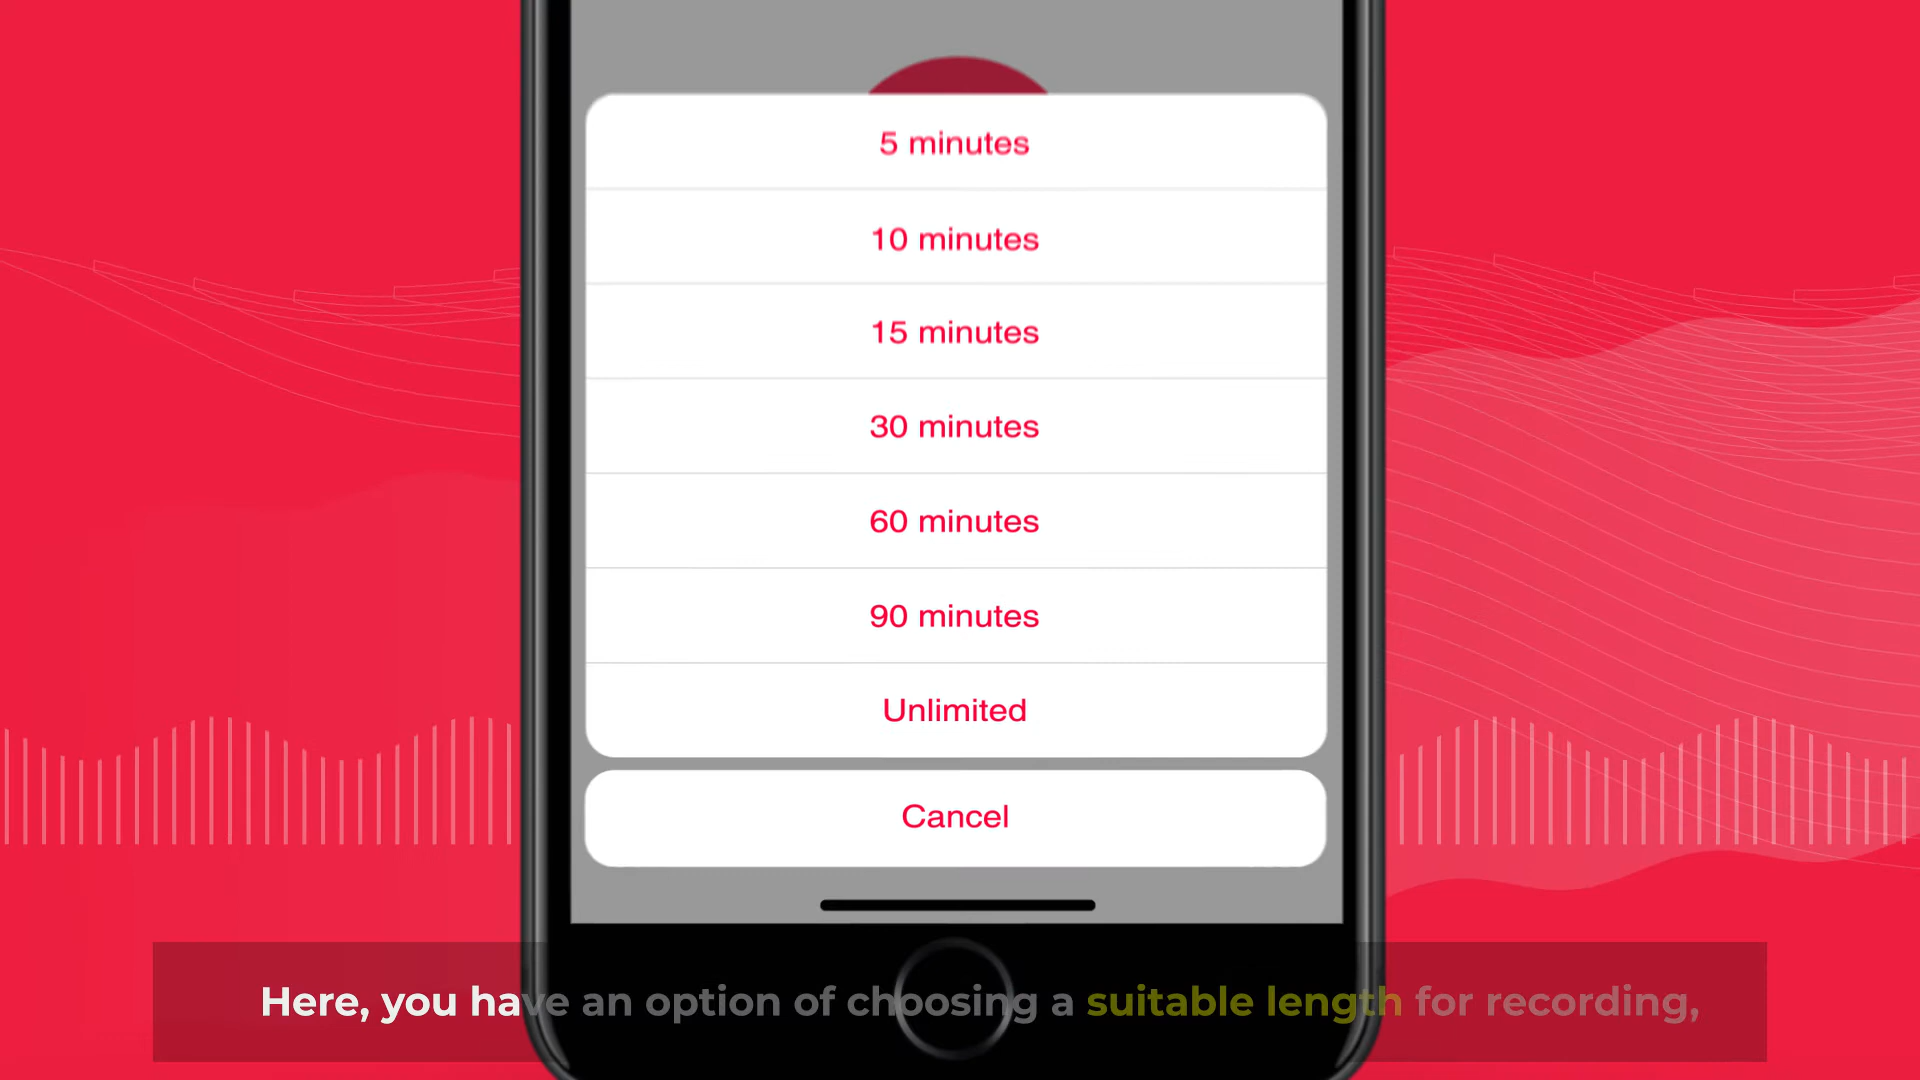 5 minutes
10 minutes
15 minutes
30 minutes
60 minutes
90 minutes
Unlimited
Cancel
Here, you have an option of choosing a suitable length for recording,